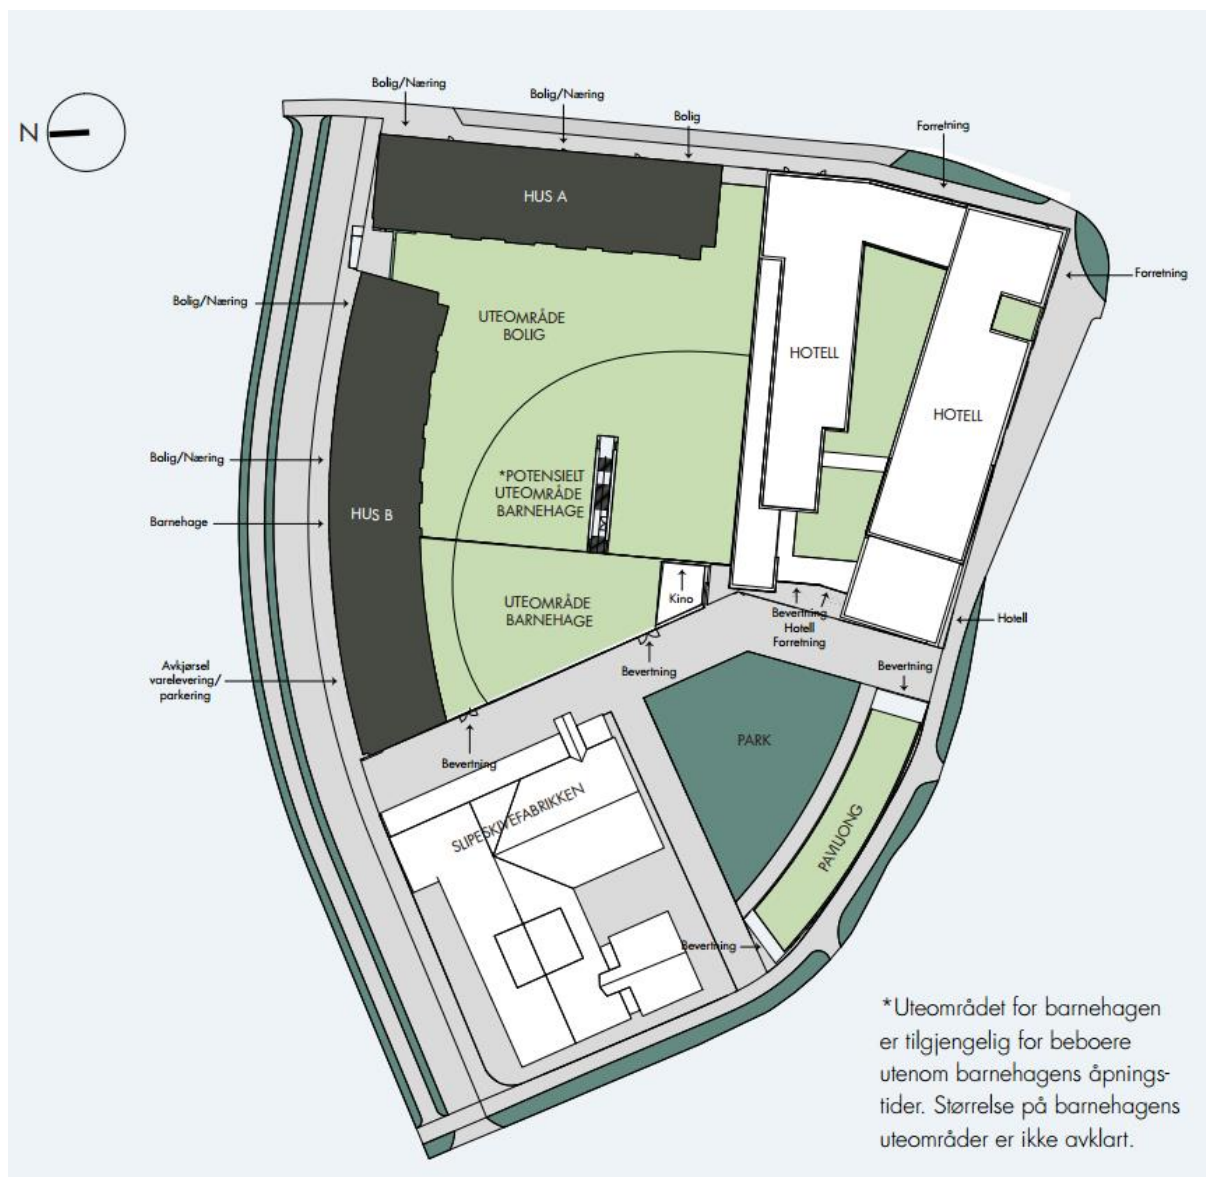 Bolig/Næring
Bolig/Næring
Bolig
Forretning
N
HUS A
Forretning
Bolig/Næring
UTEOMRÅDE
BOLIG
HOTELL
HOTELL
Bolig/Næring
*POTENSIELT
UTEOMRÅDE
BARNEHAGE
HUS B
Barnehage
Kino
UTEOMRÅDE
BARNEHAGE
Bevertning
Hotell
Forretning
Hotell
Avkjørsel
varelevering/
parkering
Bevertning
Bevertning
PARK
Bevertning
SLIPESKIVEFABRIKKEN
PAVILJONG
Bevertning
*Uteområdet for barnehagen
er tilgjengelig for beboere
utenom barnehagens åpnings-
tider. Størrelse på barnehagens
uteområder er ikke avklart.